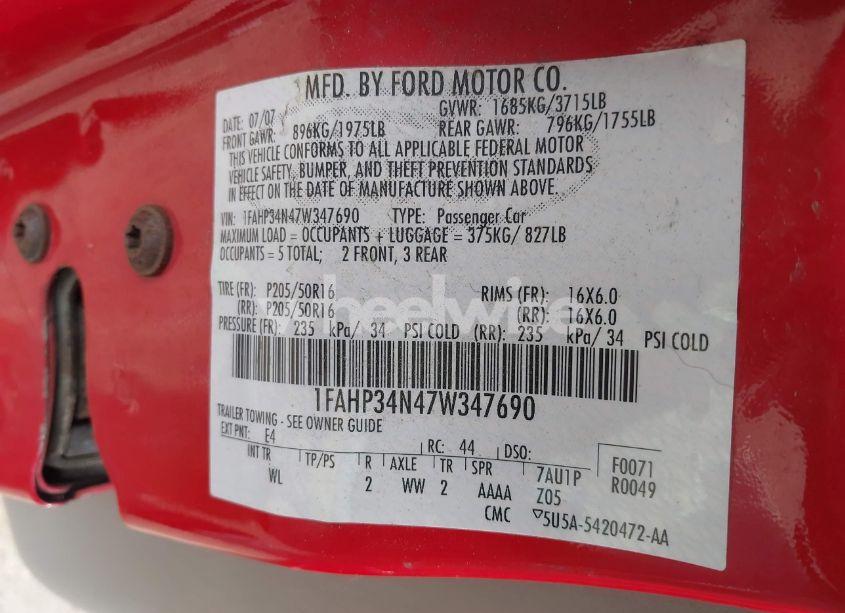 MFD. BY FORD MOTOR CO.
DATE: 07/07 GVWR: 1685KG/3715LB
FRONT GAWR: 896KG/1975LB REAR GAWR: 796KG/1755LB
THIS VEHICLE CONFORMS TO ALL APPLICABLE FEDERAL MOTOR
VEHICLE SAFETY, BUMPER, AND THEFT PREVENTION STANDARDS
IN EFFECT ON THE DATE OF MANUFACTURE SHOWN ABOVE.
VIN: 1FAHP34N47W347690 TYPE: Passenger Car
MAXIMUM LOAD = OCCUPANTS + LUGGAGE = 375KG/ 827LB
OCCUPANTS = 5 TOTAL; 2 FRONT, 3 REAR
TIRE (FR): P205/50R16 RIMS (FR): 16X6.0
(RR): P205/50R16 (RR): 16X6.0
PRESSURE (FR): 235 kPa/ 34 PSI COLD (RR): 235 kPa/ 34 PSI COLD
wheelwire
1FAHP34N47W347690
TRAILER TOWING - SEE OWNER GUIDE
EXT PNT: E4 RC: 44 DSO: F0071
INT TR TP/PS R AXLE TR SPR 7AU1P R0049
WL 2 WW 2 AAAA Z05
CMC ▽5U5A-5420472-AA